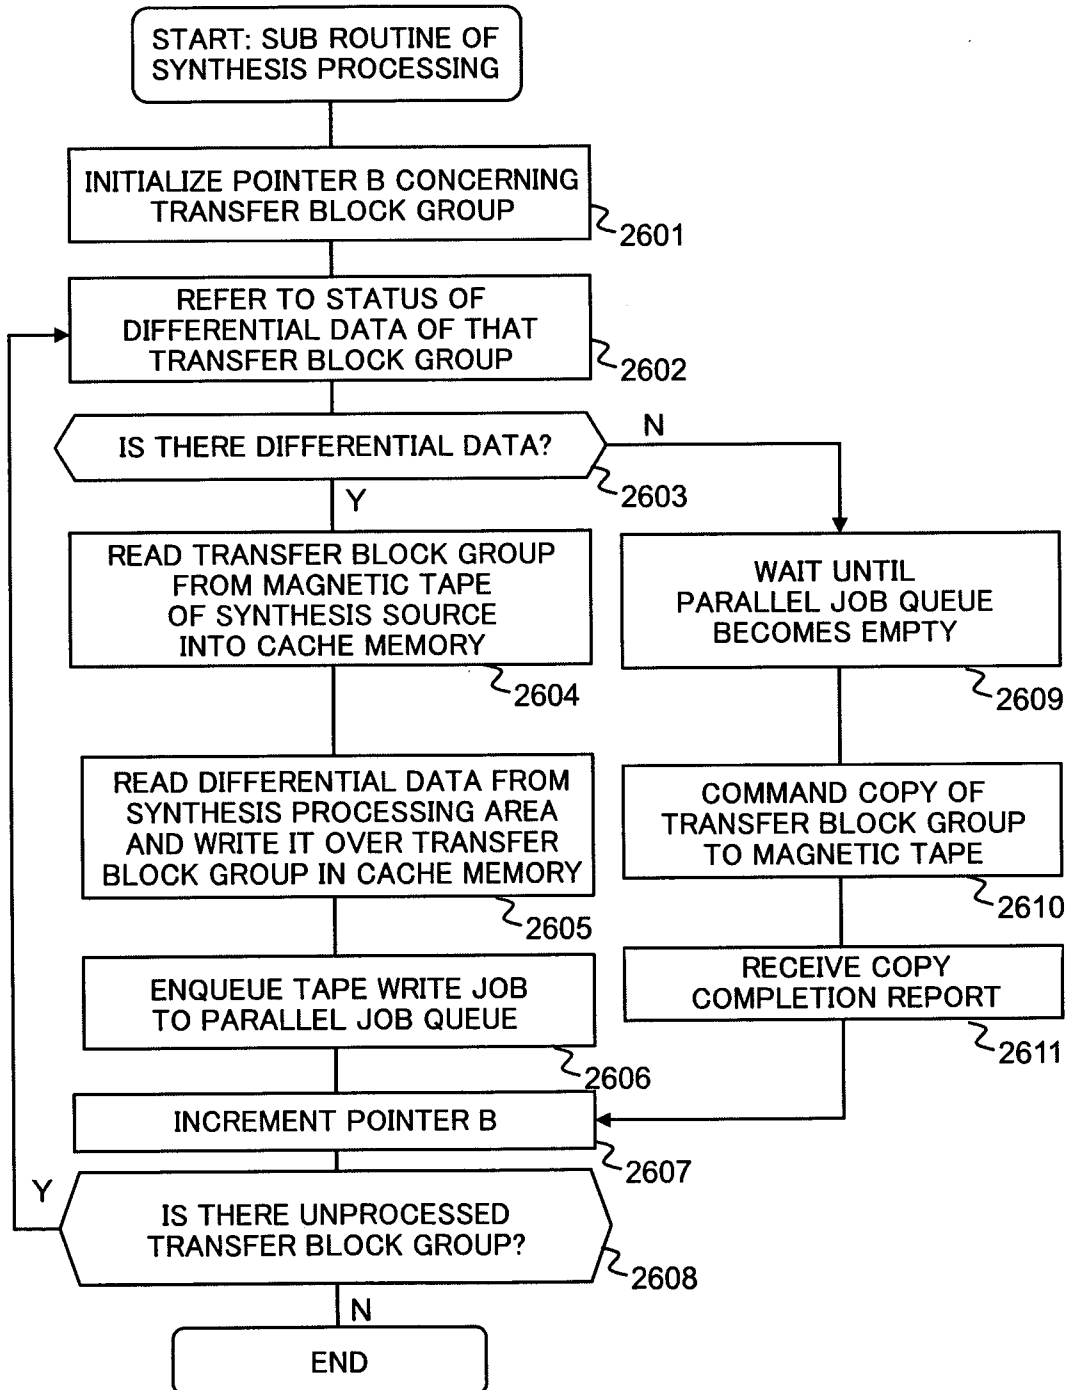 START: SUB ROUTINE OF
SYNTHESIS PROCESSING
INITIALIZE POINTER B CONCERNING
TRANSFER BLOCK GROUP
2601
REFER TO STATUS OF
DIFFERENTIAL DATA OF THAT
TRANSFER BLOCK GROUP
2602
IS THERE DIFFERENTIAL DATA?
N
2603
Y
READ TRANSFER BLOCK GROUP
FROM MAGNETIC TAPE
OF SYNTHESIS SOURCE
INTO CACHE MEMORY
2604
READ DIFFERENTIAL DATA FROM
SYNTHESIS PROCESSING AREA
AND WRITE IT OVER TRANSFER
BLOCK GROUP IN CACHE MEMORY
2605
ENQUEUE TAPE WRITE JOB
TO PARALLEL JOB QUEUE
2606
WAIT UNTIL
PARALLEL JOB QUEUE
BECOMES EMPTY
2609
COMMAND COPY OF
TRANSFER BLOCK GROUP
TO MAGNETIC TAPE
2610
RECEIVE COPY
COMPLETION REPORT
2611
INCREMENT POINTER B
2607
Y
IS THERE UNPROCESSED
TRANSFER BLOCK GROUP?
2608
N
END